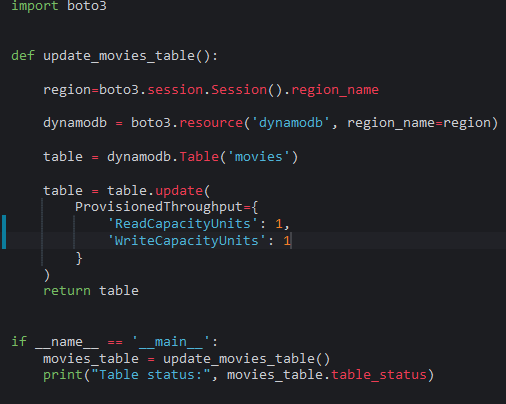 import boto3
def update_movies_table():
region=boto3.session.Session().region_name
dynamodb = boto3.resource('dynamodb', region_name=region)
table = dynamodb.Table('movies')
table = table.update(
ProvisionedThroughput={
'ReadCapacityUnits': 1,
'WriteCapacityUnits': 1
}
)
return table
if __name__ == '__main__':
movies_table = update_movies_table()
print("Table status:", movies_table.table_status)